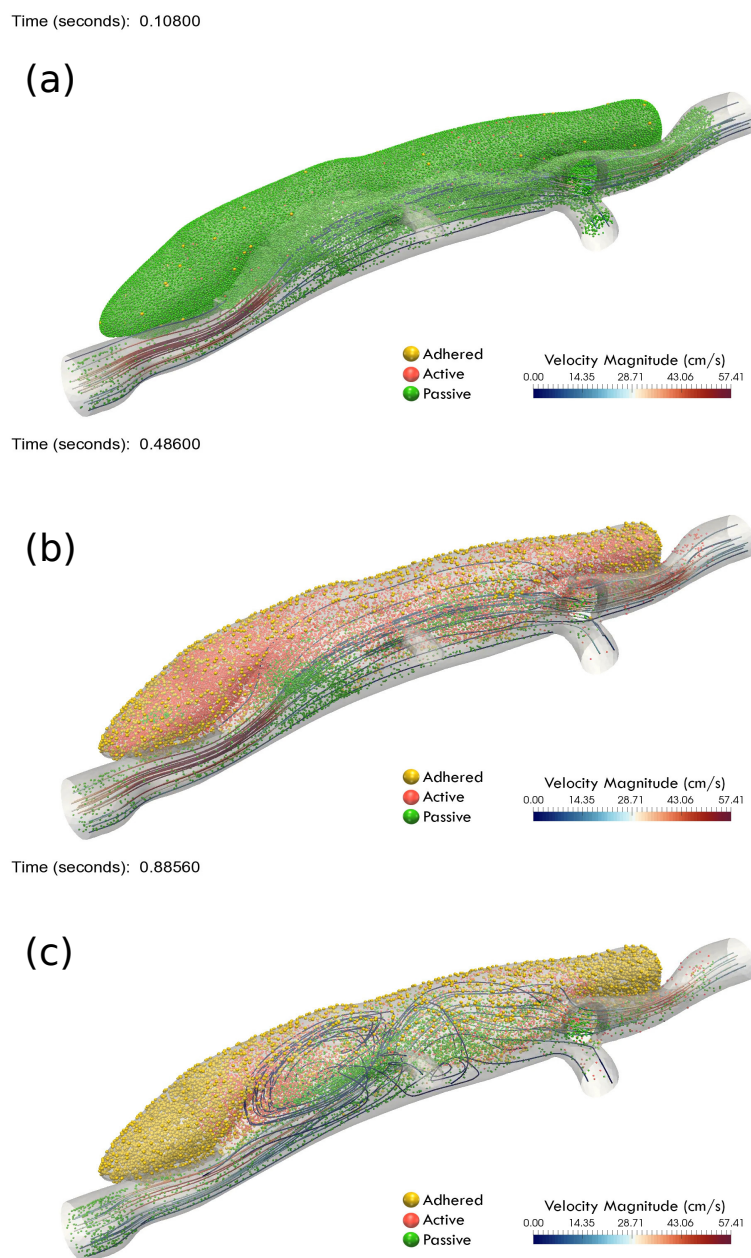 Time (seconds): 0.10800
(a)
Adhered
Active
Passive
Velocity Magnitude (cm/s)
0.00 14.35 28.71 43.06 57.41
Time (seconds): 0.48600
(b)
Adhered
Active
Passive
Velocity Magnitude (cm/s)
0.00 14.35 28.71 43.06 57.41
Time (seconds): 0.88560
(c)
Adhered
Active
Passive
Velocity Magnitude (cm/s)
0.00 14.35 28.71 43.06 57.41